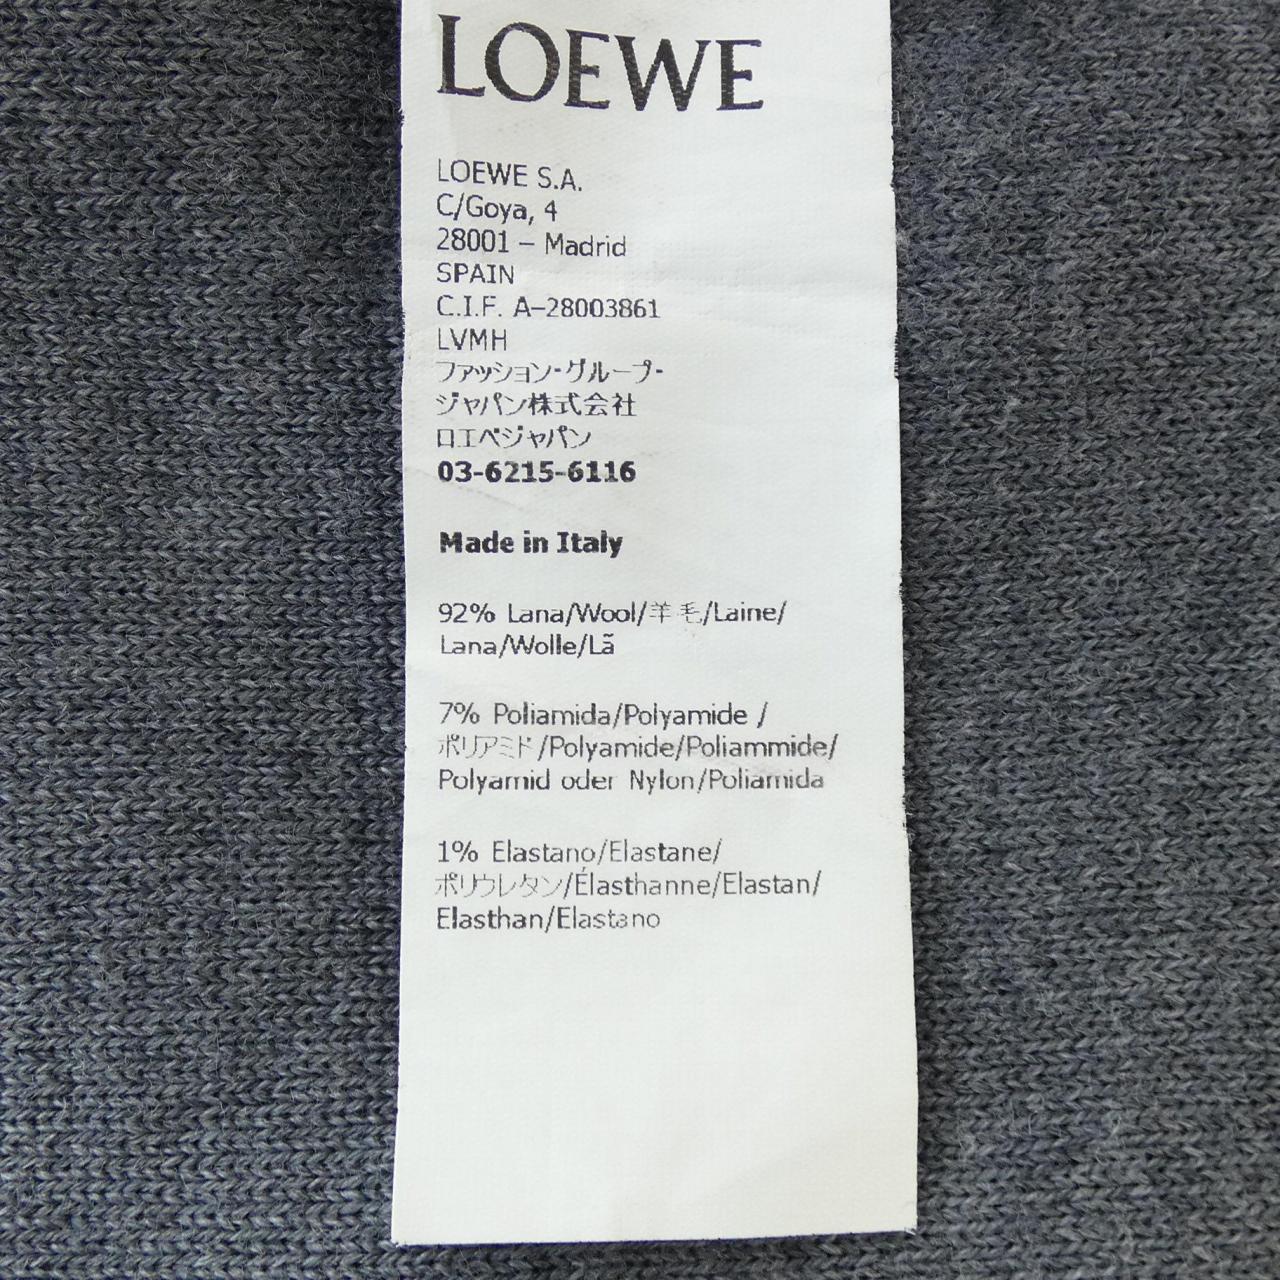 LOEWE
LOEWE S.A.
C/Goya, 4
28001 – Madrid
SPAIN
C.I.F. A–28003861
LVMH
ファッション・グループ・
ジャパン株式会社
ロエベジャパン
03-6215-6116
Made in Italy
92% Lana/Wool/羊毛/Laine/
Lana/Wolle/Lã
7% Poliamida/Polyamide /
ポリアミド/Polyamide/Poliammide/
Polyamid oder Nylon/Poliamida
1% Elastano/Elastane/
ポリウレタン/Élasthanne/Elastan/
Elasthan/Elastano